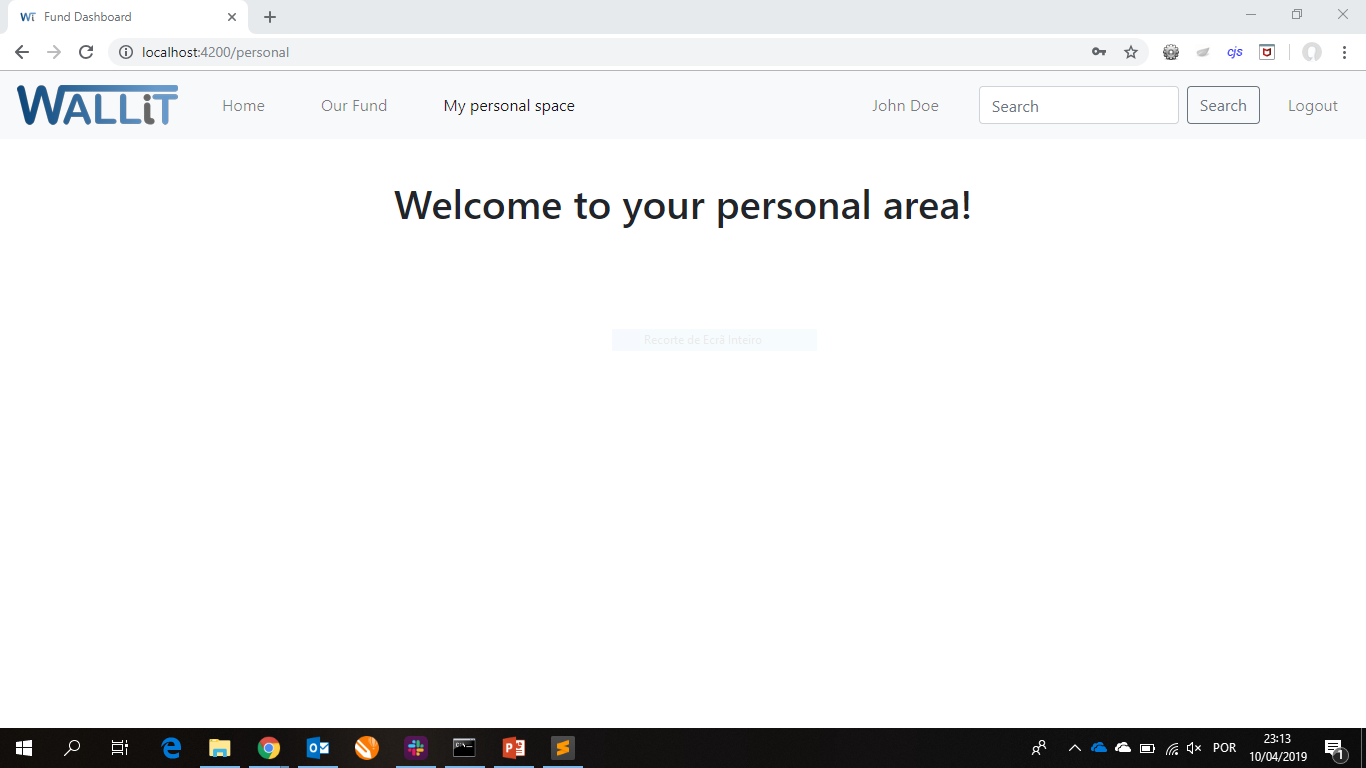 WT Fund Dashboard
localhost:4200/personal
cjs
WALLiT Home Our Fund My personal space John Doe Search Search Logout
Welcome to your personal area!
Recorte de Ecrã Inteiro
POR 23:13
10/04/2019 1